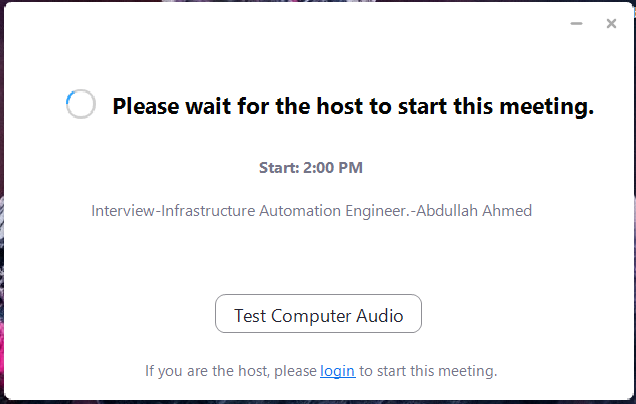 Please wait for the host to start this meeting.
Start: 2:00 PM
Interview-Infrastructure Automation Engineer.-Abdullah Ahmed
Test Computer Audio
If you are the host, please login to start this meeting.